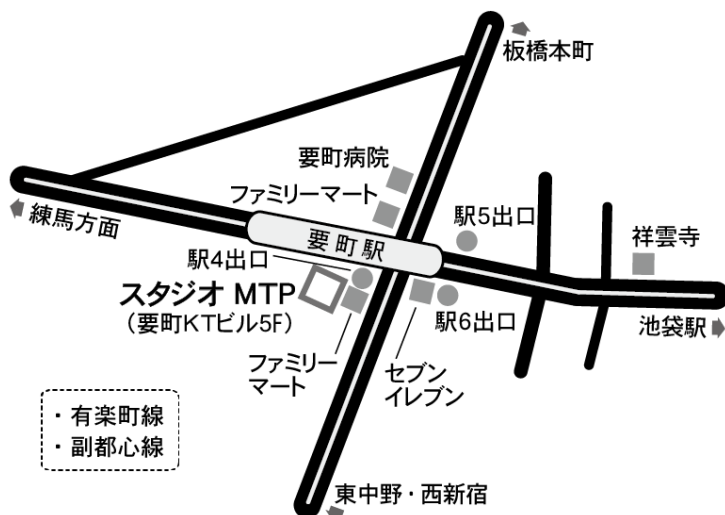 板橋本町
要町病院
ファミリーマート
練馬方面
駅5出口
祥雲寺
要町駅
駅4出口
スタジオ MTP
(要町KTビル5F)
駅6出口
池袋駅
ファミリー
マート
セブン
イレブン
・有楽町線
・副都心線
東中野・西新宿